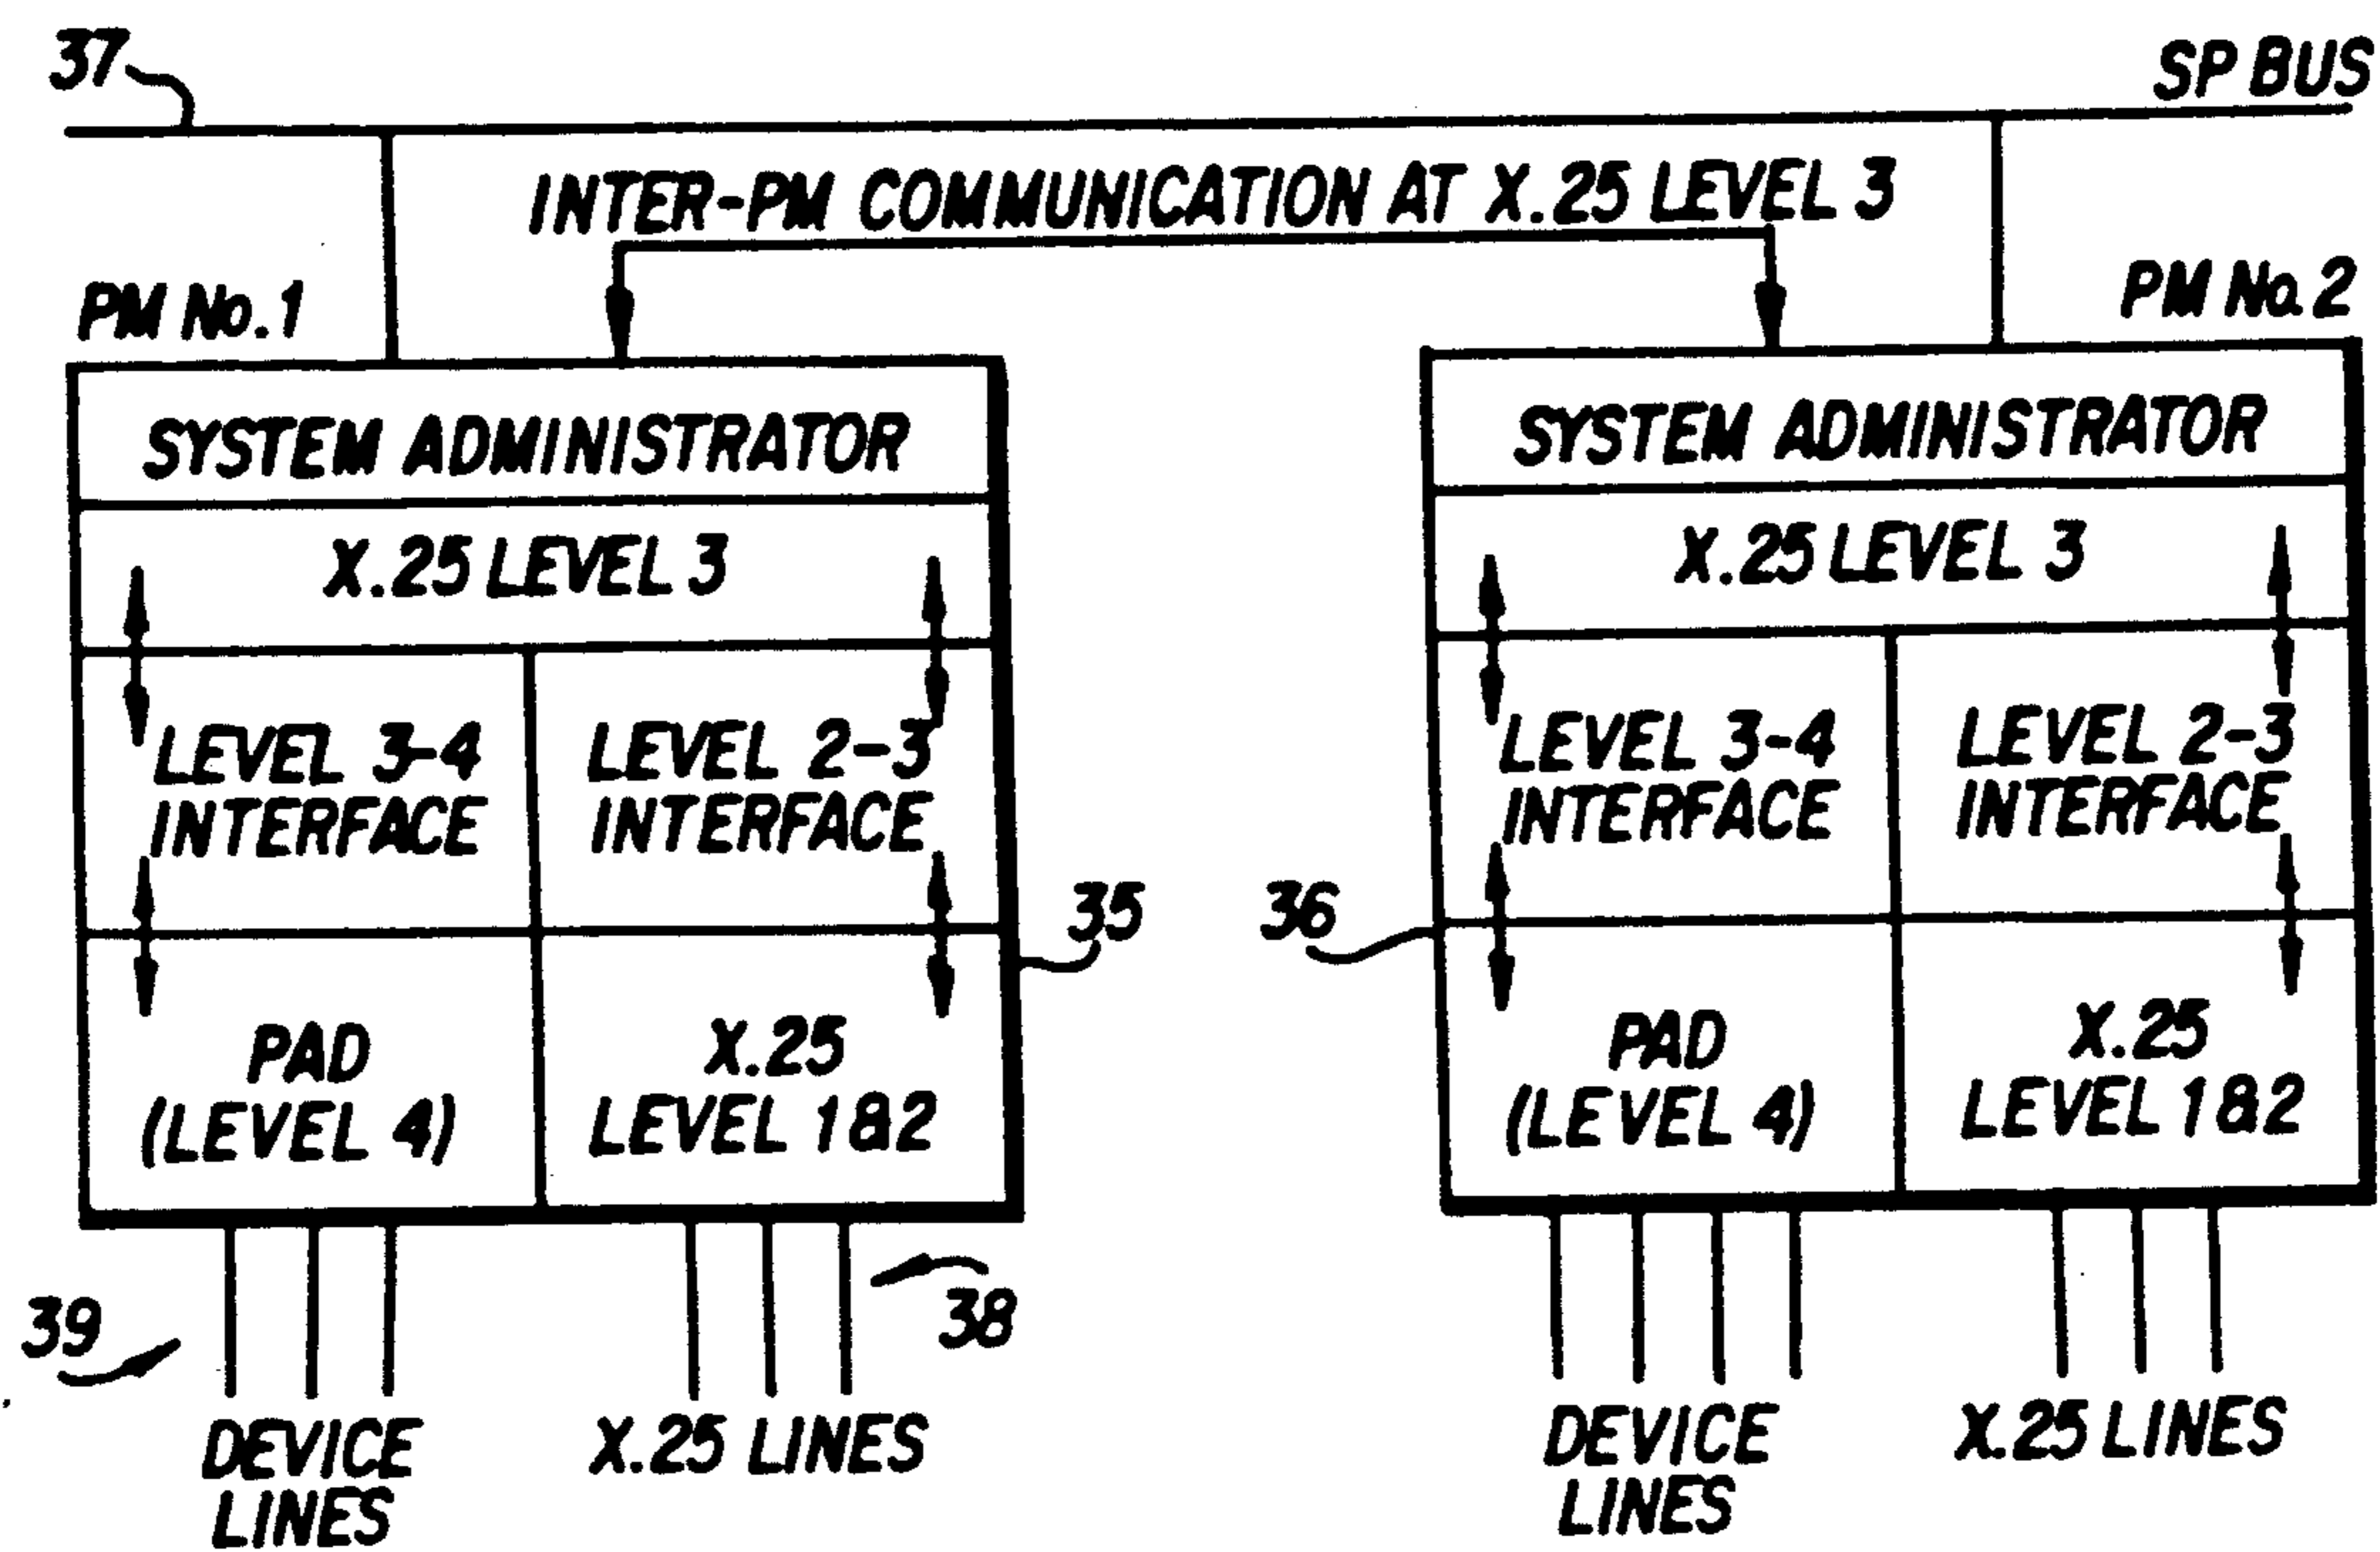 37
SP BUS
INTER-PM COMMUNICATION AT X.25 LEVEL 3
PM No.1
PM No.2
SYSTEM ADMINISTRATOR
X.25 LEVEL 3
LEVEL 3-4
INTERFACE
LEVEL 2-3
INTERFACE
PAD
(LEVEL 4)
X.25
LEVEL 1&2
35
39
38
DEVICE
LINES
X.25 LINES
SYSTEM ADMINISTRATOR
X.25 LEVEL 3
LEVEL 3-4
INTERFACE
LEVEL 2-3
INTERFACE
36
PAD
(LEVEL 4)
X.25
LEVEL 1&2
DEVICE
LINES
X.25 LINES